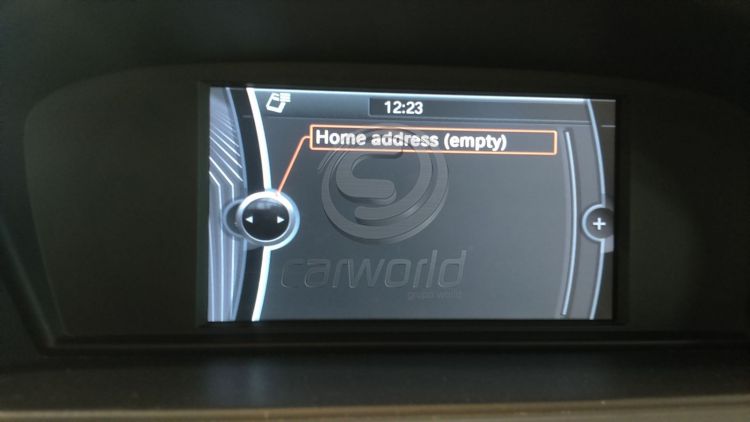 12:23
Home address (empty)
carworld
grupo world